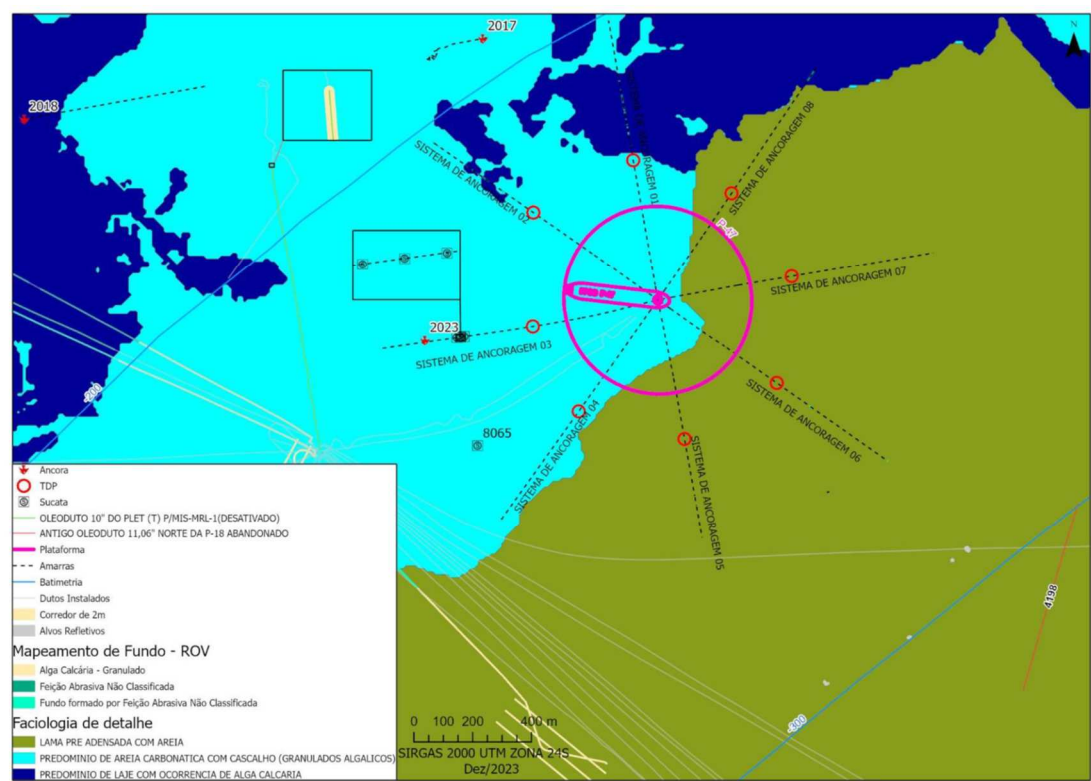 2017
N
2018
SISTEMA DE ANCORAGEM 01
SISTEMA DE ANCORAGEM 08
SISTEMA DE ANCORAGEM 02
P-47
SISTEMA DE ANCORAGEM 07
2023
SISTEMA DE ANCORAGEM 03
-200
SISTEMA DE ANCORAGEM 04
SISTEMA DE ANCORAGEM 06
8065
SISTEMA DE ANCORAGEM 05
4198
-300
Ancora
TDP
Sucata
OLEODUTO 10" DO PLET (T) P/MIS-MRL-1(DESATIVADO)
ANTIGO OLEODUTO 11,06" NORTE DA P-18 ABANDONADO
Plataforma
Amarras
Batimetria
Dutos Instalados
Corredor de 2m
Alvos Refletivos
Mapeamento de Fundo - ROV
Alga Calcária - Granulado
Feição Abrasiva Não Classificada
Fundo formado por Feição Abrasiva Não Classificada
Faciologia de detalhe
LAMA PRE ADENSADA COM AREIA
PREDOMINIO DE AREIA CARBONATICA COM CASCALHO (GRANULADOS ALGALICOS)
PREDOMINIO DE LAJE COM OCORRENCIA DE ALGA CALCARIA
0 100 200 400 m
SIRGAS 2000 UTM ZONA 24S
Dez/2023